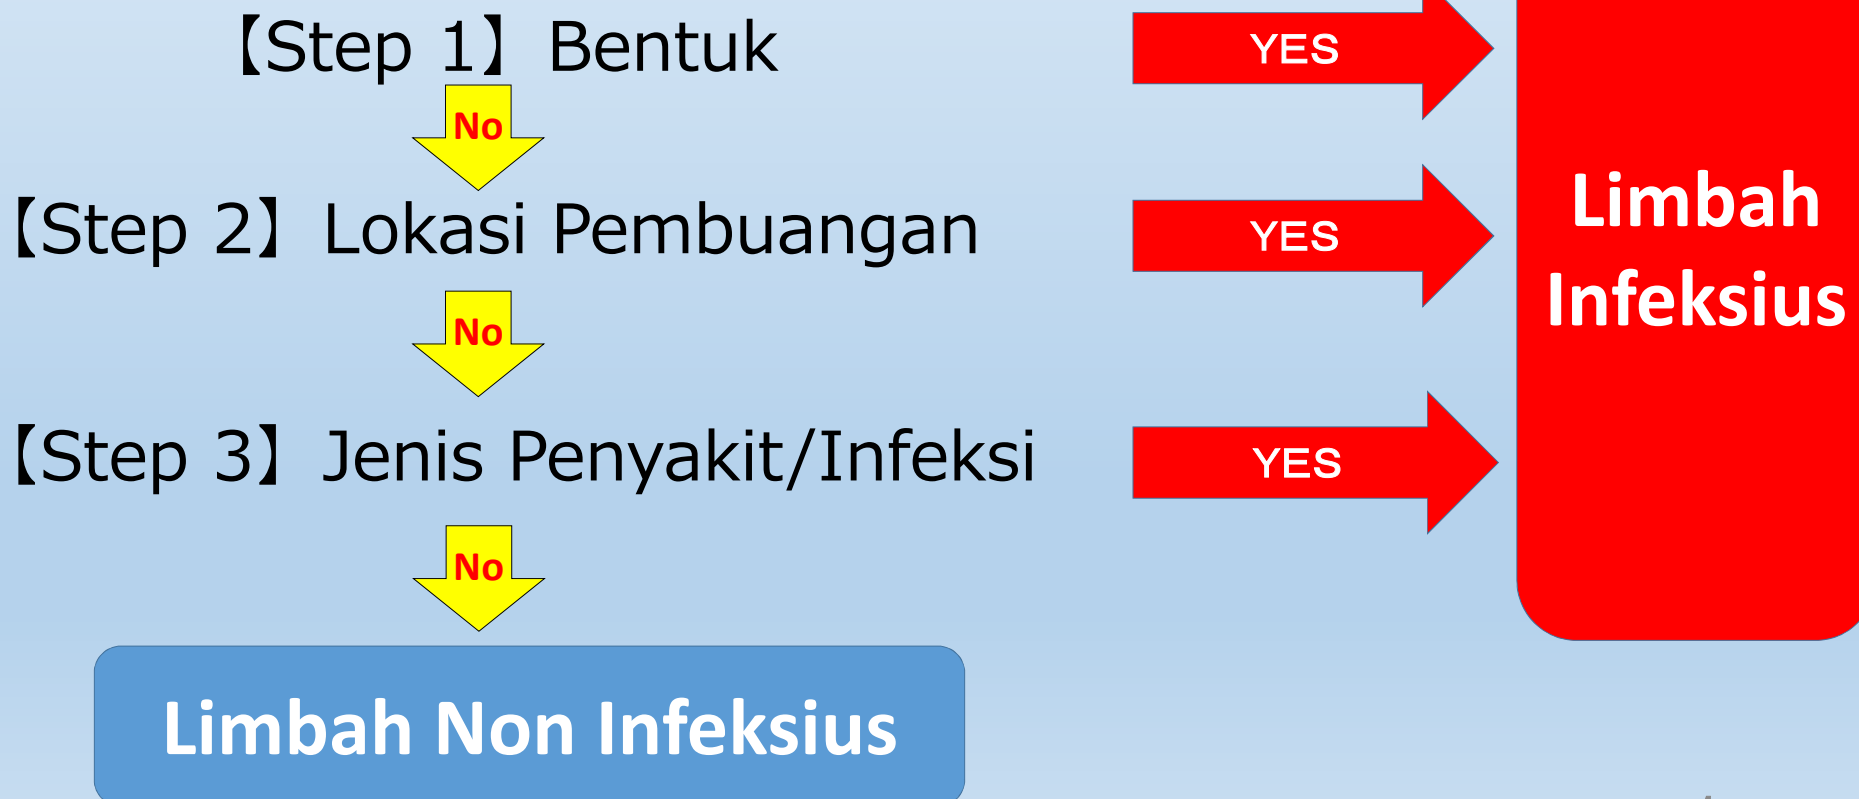 【Step 1】 Bentuk
YES
No
【Step 2】 Lokasi Pembuangan
YES
Limbah
Infeksius
No
【Step 3】 Jenis Penyakit/Infeksi
YES
No
Limbah Non Infeksius